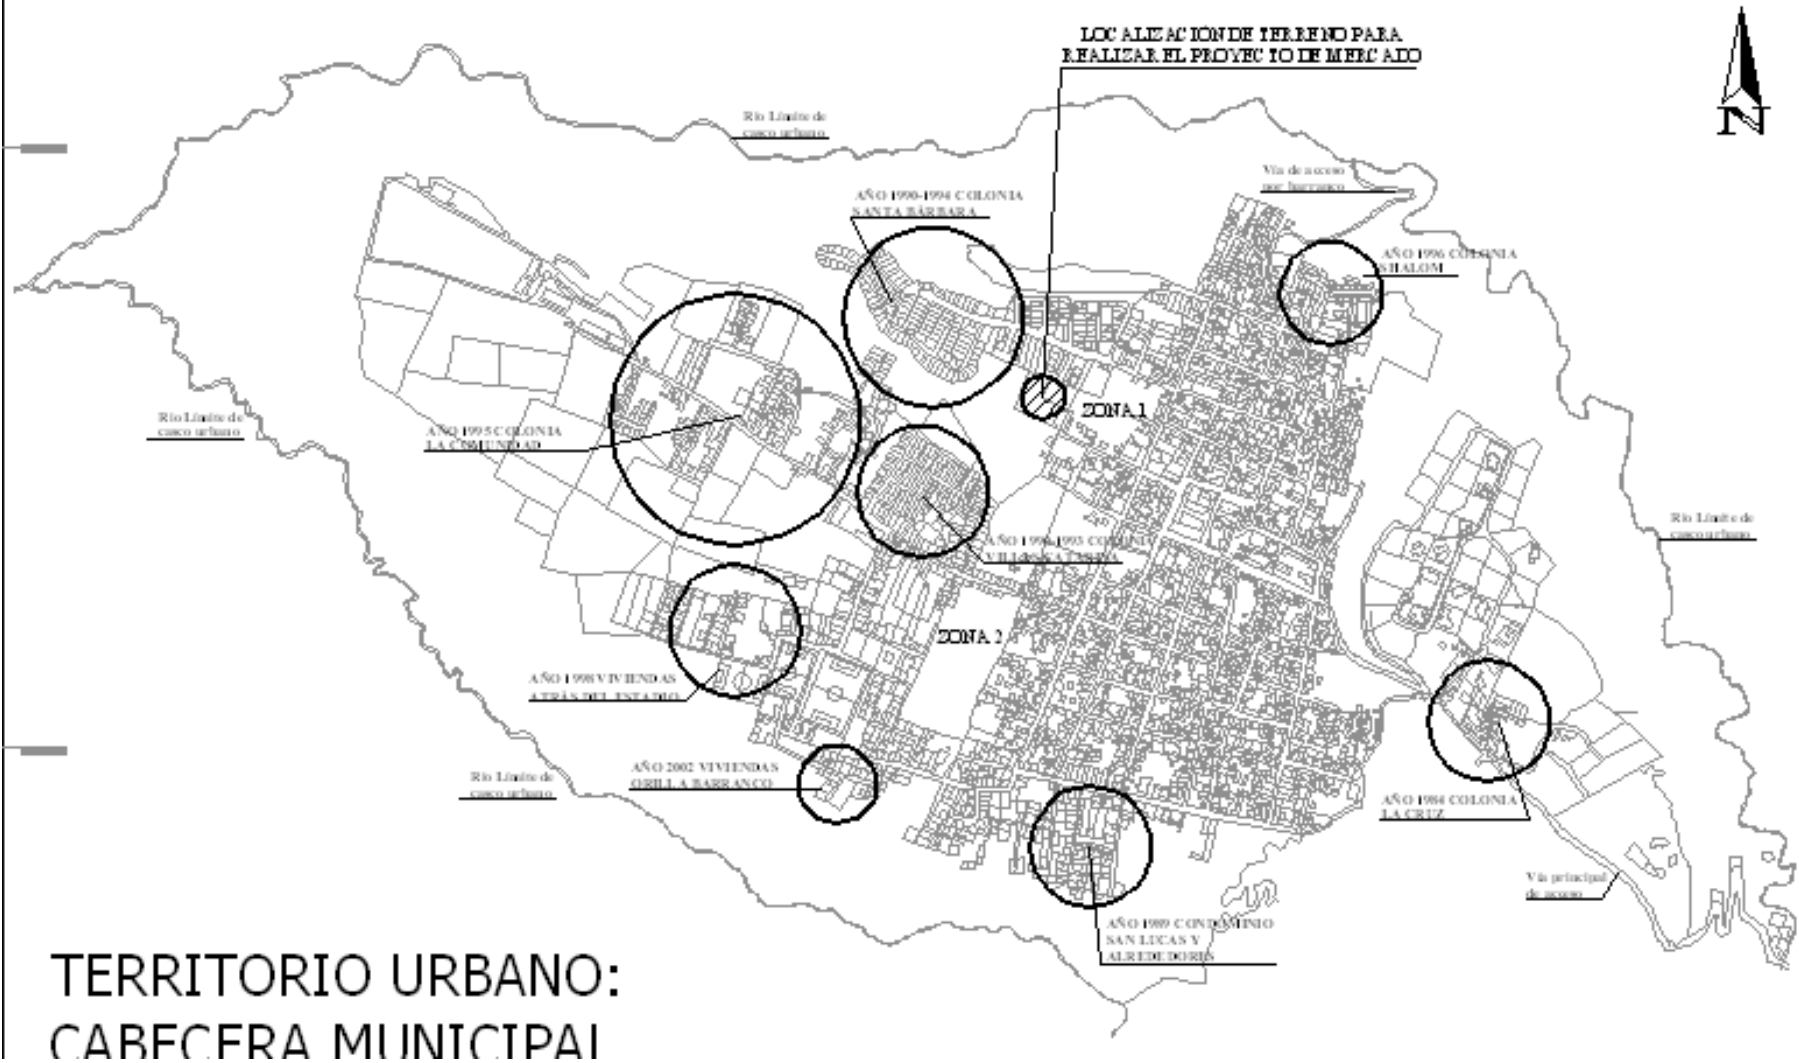 LOCALIZACIÓN DE TERRENO PARA
REALIZAR EL PROYECTO DE MERCADO
N
Río Límite de
casco urbano
Vía de acceso
por barranco
AÑO 1990-1994 COLONIA
SANTA BÁRBARA
AÑO 1996 COLONIA
SHALOM
ZONA 1
Río Límite de
casco urbano
AÑO 1995 COLONIA
LA COMUNIDAD
Río Límite de
casco urbano
COLONIA
ZONA 2
AÑO 1998 VIVIENDAS
ATRÁS DEL ESTADIO
AÑO 2002 VIVIENDAS
ORILLA BARRANCO
Río Límite de
casco urbano
AÑO 1984 COLONIA
LA CRUZ
Vía principal
de acceso
AÑO 1989 CONDOMINIO
SAN LUCAS Y
ALREDEDORES
TERRITORIO URBANO:
CABECERA MUNICIPAL